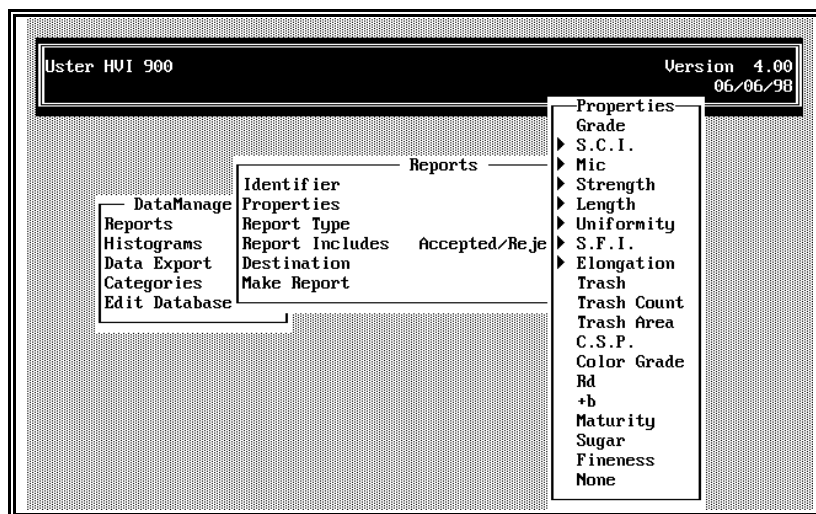 Uster HVI 900 Version 4.00
06/06/98
Properties
Grade
S.C.I.
Mic
Strength
Length
Uniformity
S.F.I.
Elongation
Trash
Trash Count
Trash Area
C.S.P.
Color Grade
Rd
+b
Maturity
Sugar
Fineness
None
Reports
Identifier
Properties
Report Type
Report Includes Accepted/Reje
Destination
Make Report
DataManage
Reports
Histograms
Data Export
Categories
Edit Database